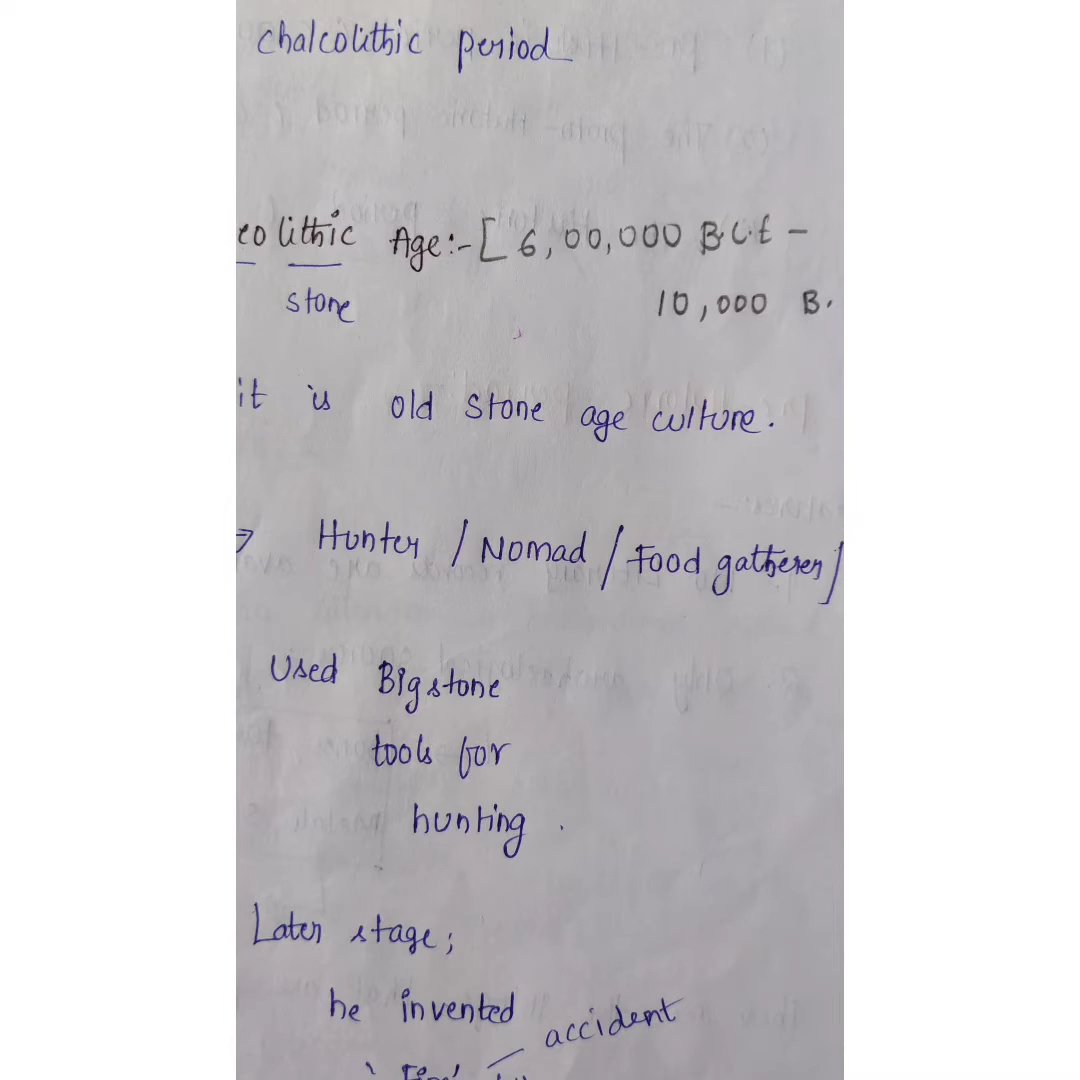 chalcolithic period
eolithic Age:- [ 6,00,000 B.C.E -
stone 10,000 B.
it is old stone age culture.
→ Hunter / Nomad / Food gatherer]
Used Big stone
tools for
hunting .
Later stage;
he invented
accident